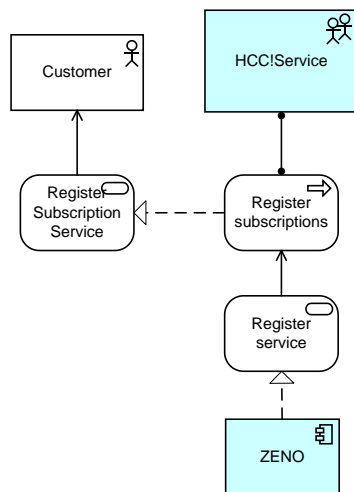 Customer
HCC!Service
Register
Subscription
Service
Register
subscriptions
Register
service
ZENO